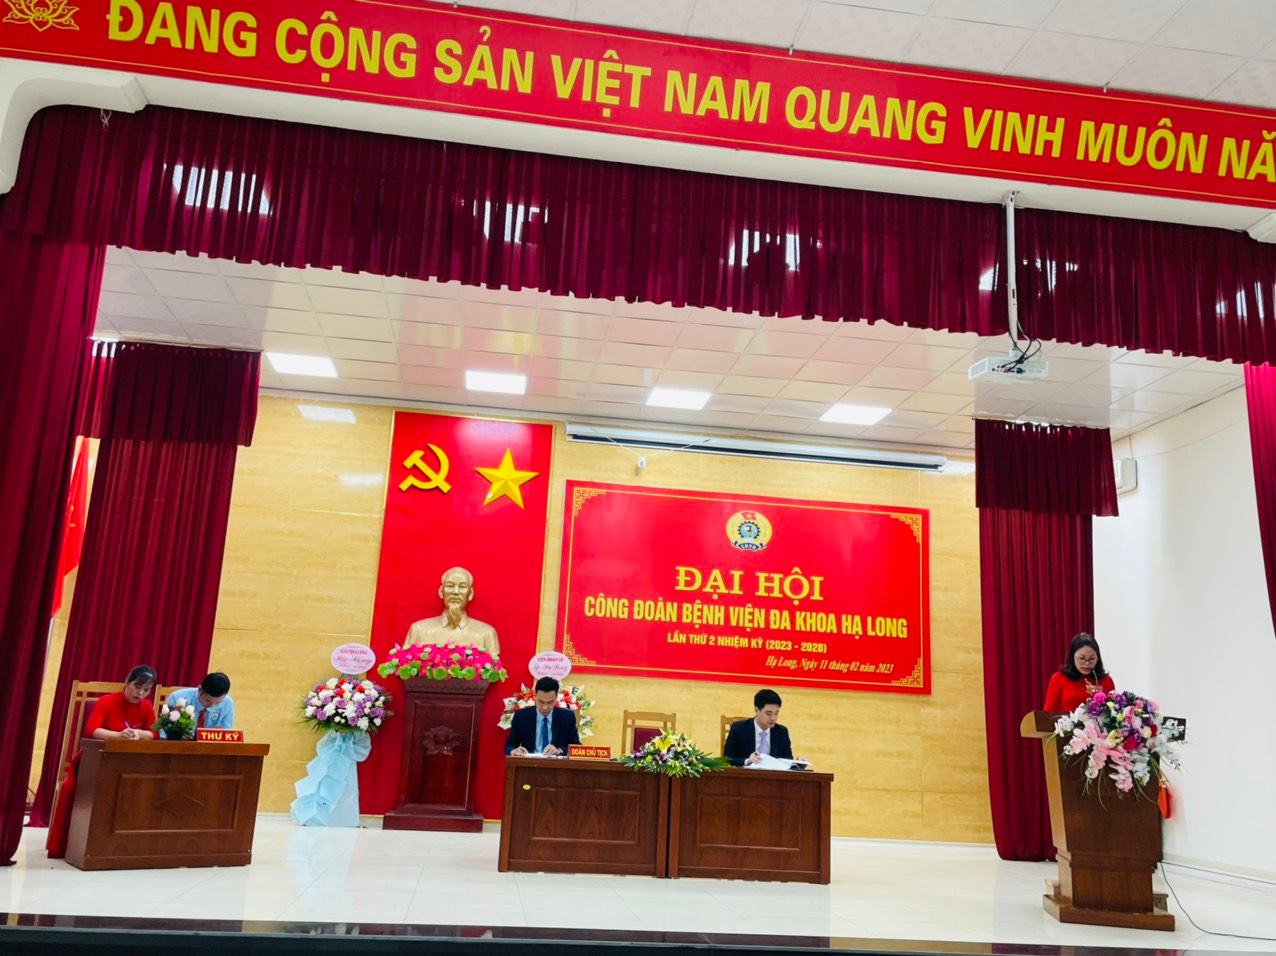 ĐẢNG CỘNG SẢN VIỆT NAM QUANG VINH MUÔN NĂ
ĐẠI HỘI
CÔNG ĐOÀN BỆNH VIỆN ĐA KHOA HẠ LONG
LẦN THỨ 2 NHIỆM KỲ (2023 - 2028)
Hạ Long, Ngày 11 tháng 02 năm 2023
THƯ KÝ
ĐOÀN CHỦ TỊCH